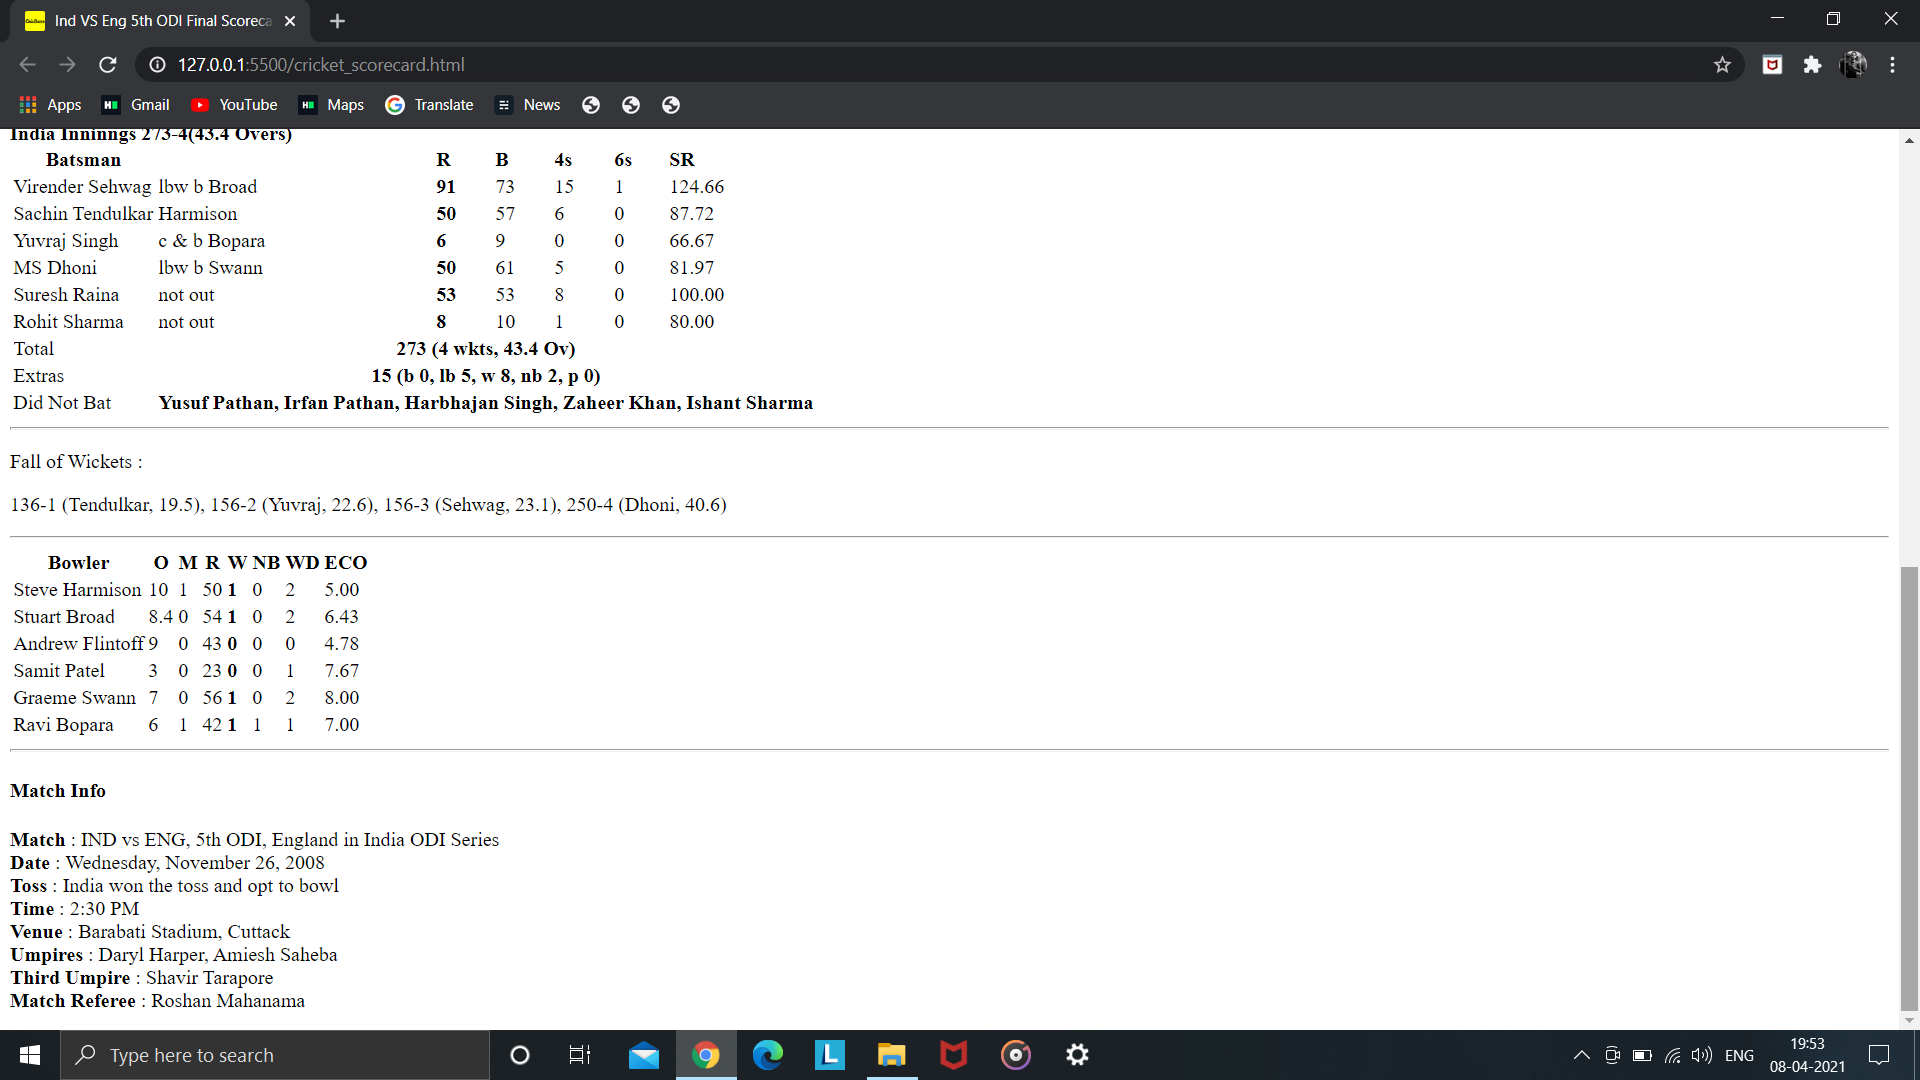 Ind VS Eng 5th ODI Final Scoreca
127.0.0.1:5500/cricket_scorecard.html
Apps Gmail YouTube Maps Translate News
India Inninngs 273-4(43.4 Overs)
Batsman R B 4s 6s SR
Virender Sehwag lbw b Broad 91 73 15 1 124.66
Sachin Tendulkar Harmison 50 57 6 0 87.72
Yuvraj Singh c & b Bopara 6 9 0 0 66.67
MS Dhoni lbw b Swann 50 61 5 0 81.97
Suresh Raina not out 53 53 8 0 100.00
Rohit Sharma not out 8 10 1 0 80.00
Total 273 (4 wkts, 43.4 Ov)
Extras 15 (b 0, lb 5, w 8, nb 2, p 0)
Did Not Bat Yusuf Pathan, Irfan Pathan, Harbhajan Singh, Zaheer Khan, Ishant Sharma
Fall of Wickets :
136-1 (Tendulkar, 19.5), 156-2 (Yuvraj, 22.6), 156-3 (Sehwag, 23.1), 250-4 (Dhoni, 40.6)
Bowler O M R W NB WD ECO
Steve Harmison 10 1 50 1 0 2 5.00
Stuart Broad 8.4 0 54 1 0 2 6.43
Andrew Flintoff 9 0 43 0 0 0 4.78
Samit Patel 3 0 23 0 0 1 7.67
Graeme Swann 7 0 56 1 0 2 8.00
Ravi Bopara 6 1 42 1 1 1 7.00
Match Info
Match : IND vs ENG, 5th ODI, England in India ODI Series
Date : Wednesday, November 26, 2008
Toss : India won the toss and opt to bowl
Time : 2:30 PM
Venue : Barabati Stadium, Cuttack
Umpires : Daryl Harper, Amiesh Saheba
Third Umpire : Shavir Tarapore
Match Referee : Roshan Mahanama
Type here to search
ENG
19:53
08-04-2021